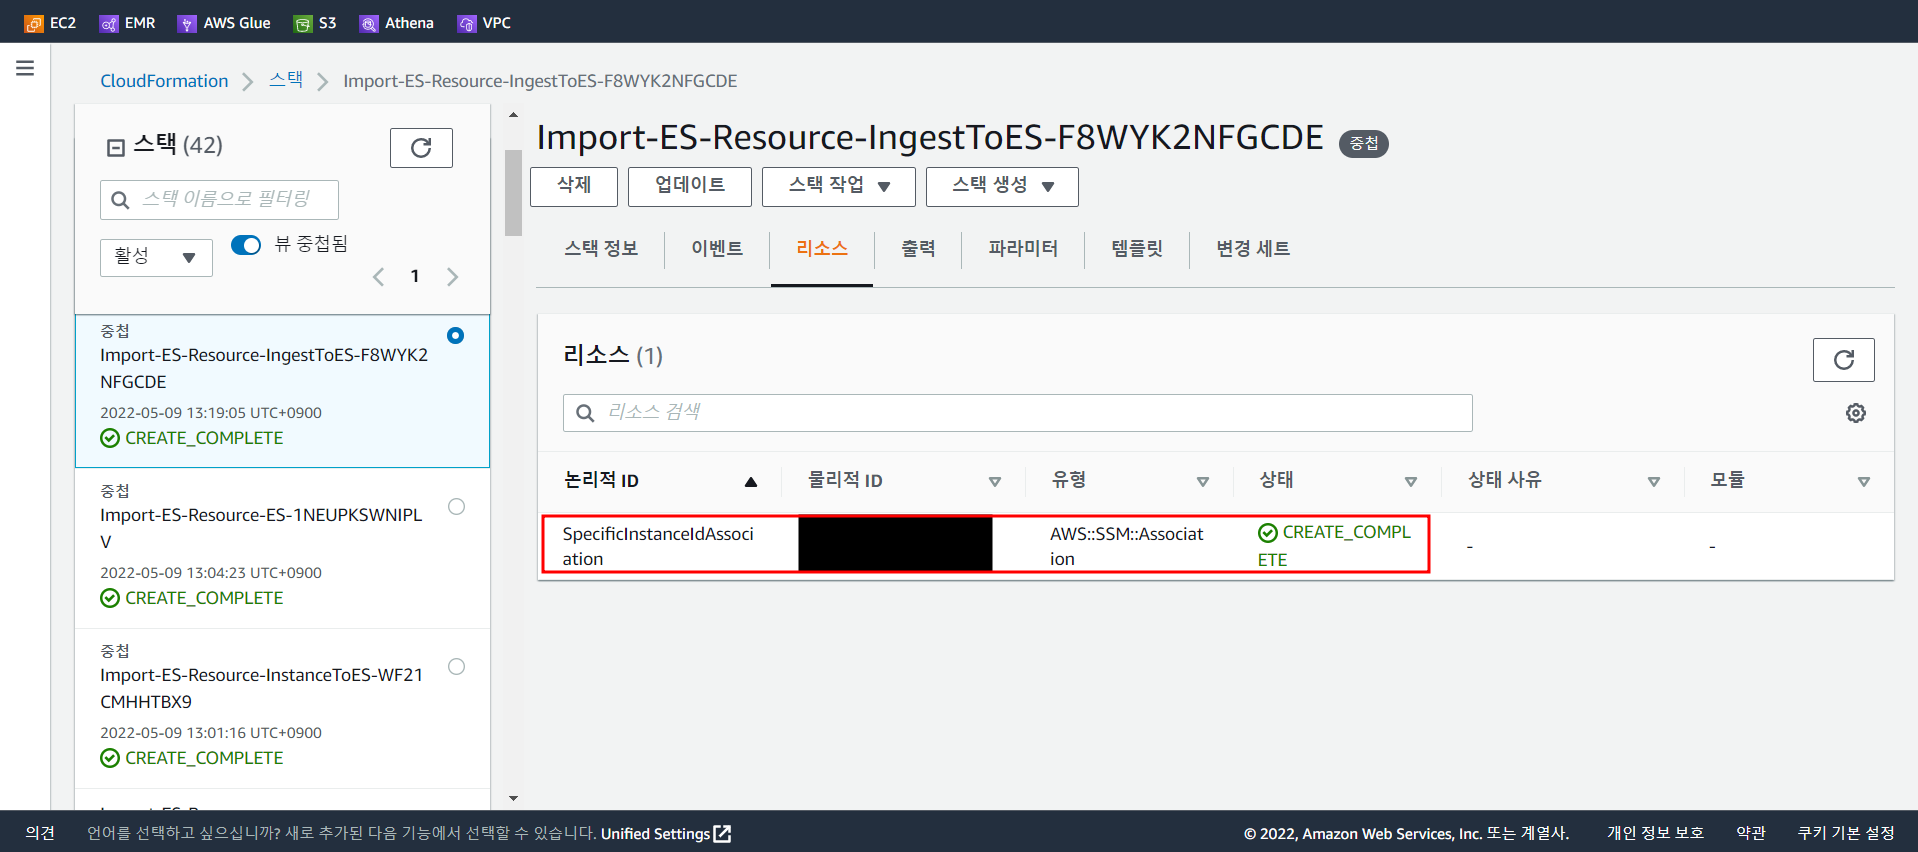 EC2 EMR AWS Glue S3 Athena VPC
CloudFormation 스택 Import-ES-Resource-IngestToES-F8WYK2NFGCDE
스택 (42)
스택 이름으로 필터링
활성
뷰 중첩됨
1
중첩
Import-ES-Resource-IngestToES-F8WYK2
NFGCDE
2022-05-09 13:19:05 UTC+0900
CREATE_COMPLETE
중첩
Import-ES-Resource-ES-1NEUPKSWNIPL
V
2022-05-09 13:04:23 UTC+0900
CREATE_COMPLETE
중첩
Import-ES-Resource-InstanceToES-WF21
CMHHTBX9
2022-05-09 13:01:16 UTC+0900
CREATE_COMPLETE
Import-ES-Resource-IngestToES-F8WYK2NFGCDE 중첩
삭제 업데이트 스택 작업 스택 생성
스택 정보 이벤트 리소스 출력 파라미터 템플릿 변경 세트
리소스 (1)
리소스 검색
논리적 ID 물리적 ID 유형 상태 상태 사유 모듈
SpecificInstanceIdAssoci AWS::SSM::Associat CREATE_COMPL
ation ion ETE
- -
의견 언어를 선택하고 싶으십니까? 새로 추가된 다음 기능에서 선택할 수 있습니다. Unified Settings © 2022, Amazon Web Services, Inc. 또는 계열사. 개인 정보 보호 약관 쿠키 기본 설정